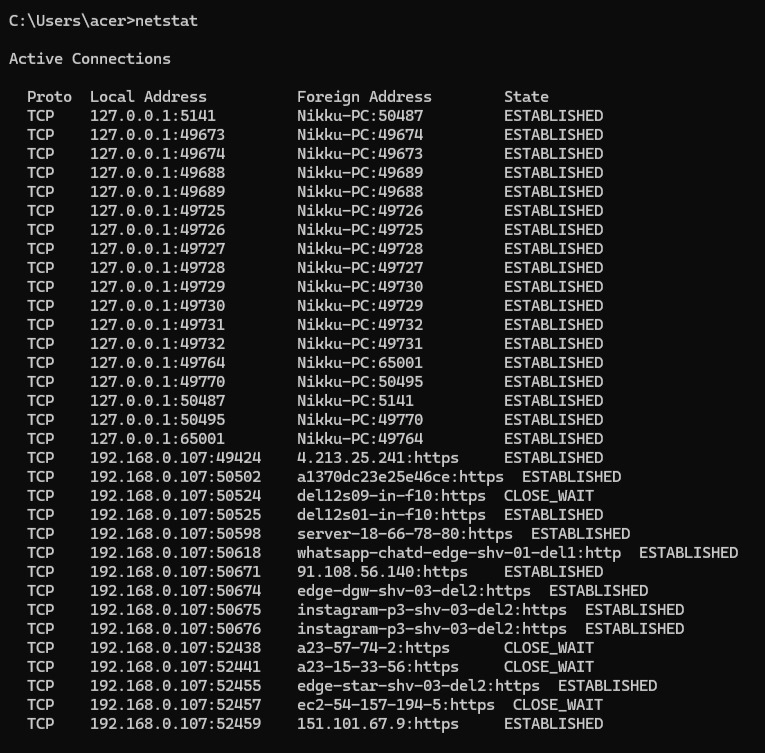 C:\Users\acer>netstat
Active Connections
Proto  Local Address          Foreign Address        State
TCP    127.0.0.1:5141         Nikku-PC:50487         ESTABLISHED
TCP    127.0.0.1:49673        Nikku-PC:49674         ESTABLISHED
TCP    127.0.0.1:49674        Nikku-PC:49673         ESTABLISHED
TCP    127.0.0.1:49688        Nikku-PC:49689         ESTABLISHED
TCP    127.0.0.1:49689        Nikku-PC:49688         ESTABLISHED
TCP    127.0.0.1:49725        Nikku-PC:49726         ESTABLISHED
TCP    127.0.0.1:49726        Nikku-PC:49725         ESTABLISHED
TCP    127.0.0.1:49727        Nikku-PC:49728         ESTABLISHED
TCP    127.0.0.1:49728        Nikku-PC:49727         ESTABLISHED
TCP    127.0.0.1:49729        Nikku-PC:49730         ESTABLISHED
TCP    127.0.0.1:49730        Nikku-PC:49729         ESTABLISHED
TCP    127.0.0.1:49731        Nikku-PC:49732         ESTABLISHED
TCP    127.0.0.1:49732        Nikku-PC:49731         ESTABLISHED
TCP    127.0.0.1:49764        Nikku-PC:65001         ESTABLISHED
TCP    127.0.0.1:49770        Nikku-PC:50495         ESTABLISHED
TCP    127.0.0.1:50487        Nikku-PC:5141          ESTABLISHED
TCP    127.0.0.1:50495        Nikku-PC:49770         ESTABLISHED
TCP    127.0.0.1:65001        Nikku-PC:49764         ESTABLISHED
TCP    192.168.0.107:49424    4.213.25.241:https     ESTABLISHED
TCP    192.168.0.107:50502    a1370dc23e25e46ce:https  ESTABLISHED
TCP    192.168.0.107:50524    del12s09-in-f10:https  CLOSE_WAIT
TCP    192.168.0.107:50525    del12s01-in-f10:https  ESTABLISHED
TCP    192.168.0.107:50598    server-18-66-78-80:https  ESTABLISHED
TCP    192.168.0.107:50618    whatsapp-chatd-edge-shv-01-del1:http  ESTABLISHED
TCP    192.168.0.107:50671    91.108.56.140:https    ESTABLISHED
TCP    192.168.0.107:50674    edge-dgw-shv-03-del2:https  ESTABLISHED
TCP    192.168.0.107:50675    instagram-p3-shv-03-del2:https  ESTABLISHED
TCP    192.168.0.107:50676    instagram-p3-shv-03-del2:https  ESTABLISHED
TCP    192.168.0.107:52438    a23-57-74-2:https      CLOSE_WAIT
TCP    192.168.0.107:52441    a23-15-33-56:https     CLOSE_WAIT
TCP    192.168.0.107:52455    edge-star-shv-03-del2:https  ESTABLISHED
TCP    192.168.0.107:52457    ec2-54-157-194-5:https  CLOSE_WAIT
TCP    192.168.0.107:52459    151.101.67.9:https     ESTABLISHED